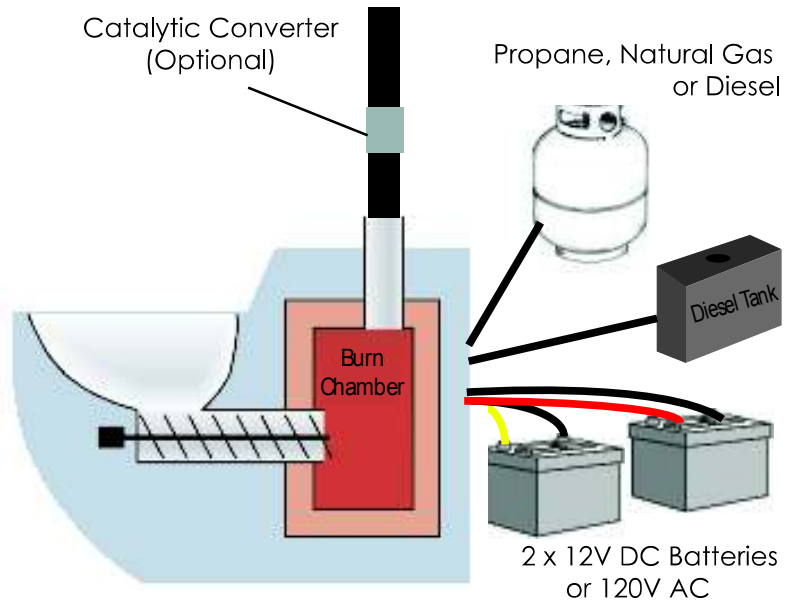 Catalytic Converter
(Optional)
Propane, Natural Gas
or Diesel
Diesel Tank
Burn
Chamber
2 x 12V DC Batteries
or 120V AC